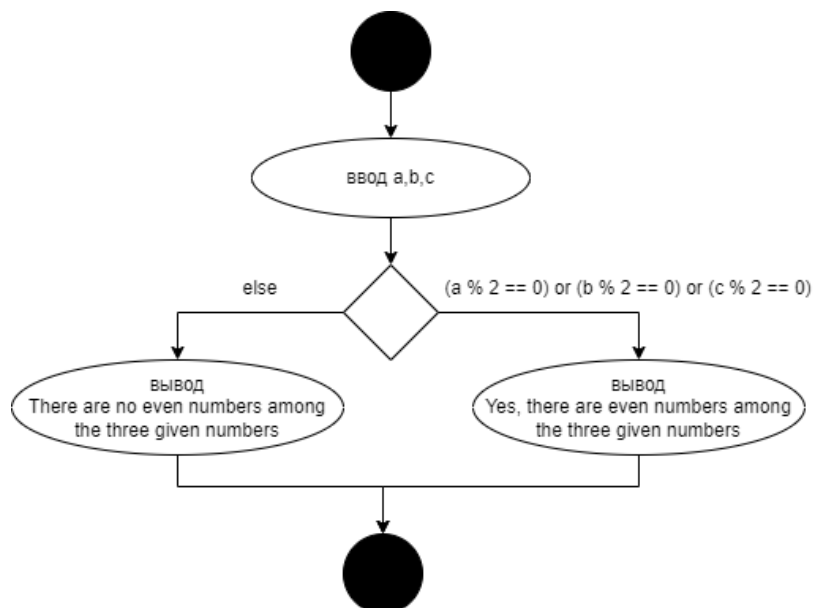 ввод a,b,c
else
(a % 2 == 0) or (b % 2 == 0) or (c % 2 == 0)
вывод
There are no even numbers among
the three given numbers
вывод
Yes, there are even numbers among
the three given numbers